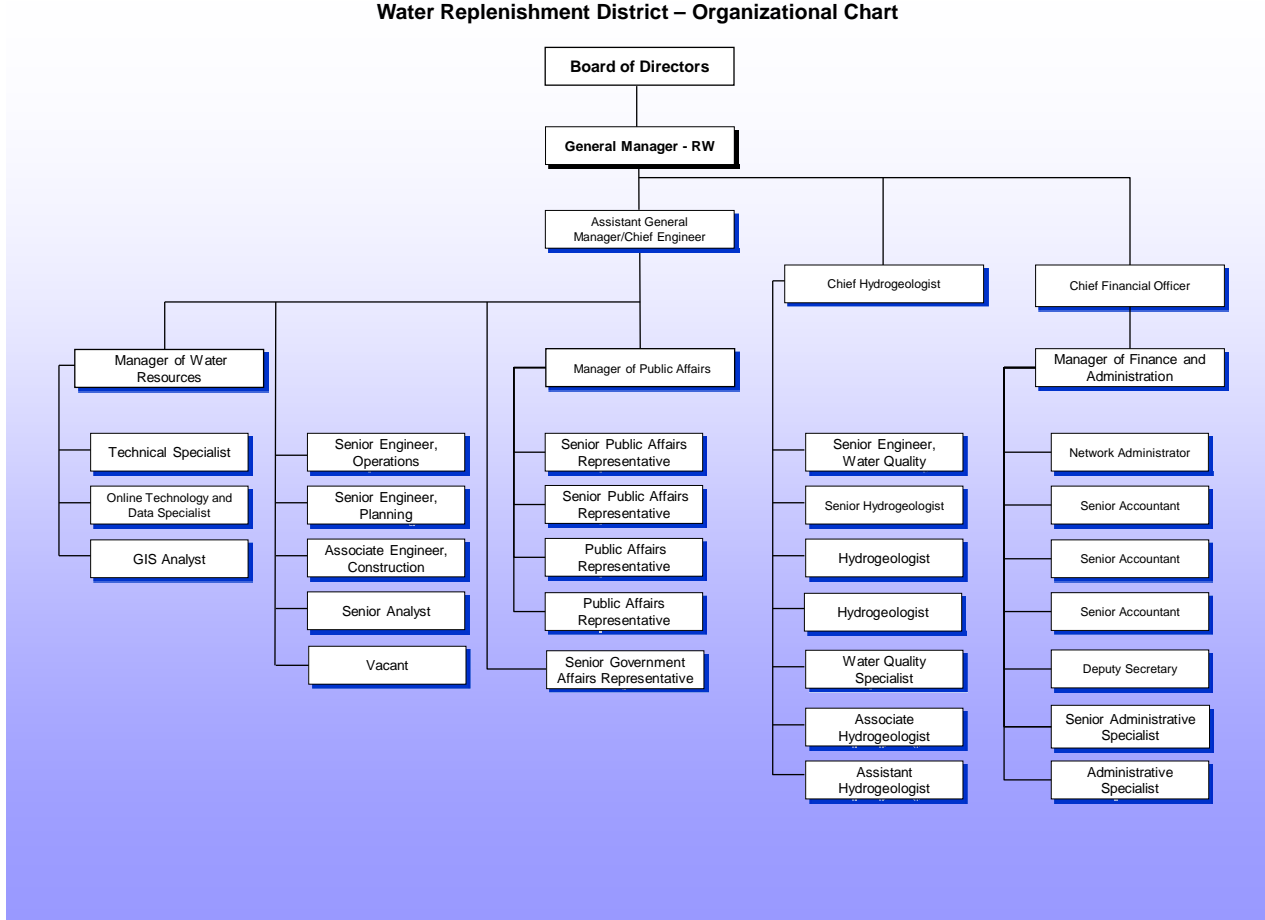 Water Replenishment District – Organizational Chart
Board of Directors
General Manager - RW
Assistant General
Manager/Chief Engineer
Chief Hydrogeologist
Chief Financial Officer
Manager of Water
Resources
Manager of Public Affairs
Manager of Finance and
Administration
Technical Specialist
Online Technology and
Data Specialist
GIS Analyst
Senior Engineer,
Operations
Senior Engineer,
Planning
Associate Engineer,
Construction
Senior Analyst
Vacant
Senior Public Affairs
Representative
Senior Public Affairs
Representative
Public Affairs
Representative
Public Affairs
Representative
Senior Government
Affairs Representative
Senior Engineer,
Water Quality
Senior Hydrogeologist
Hydrogeologist
Hydrogeologist
Water Quality
Specialist
Associate
Hydrogeologist
Assistant
Hydrogeologist
Network Administrator
Senior Accountant
Senior Accountant
Senior Accountant
Deputy Secretary
Senior Administrative
Specialist
Administrative
Specialist